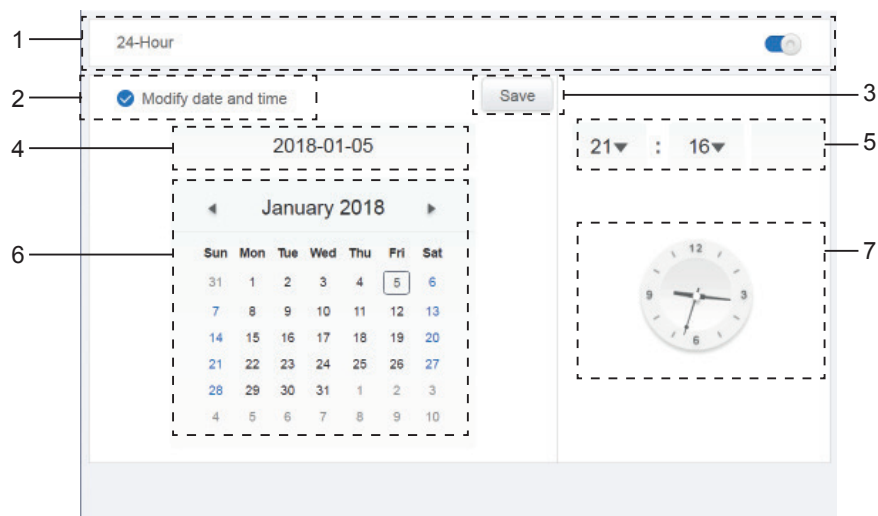 1 24-Hour
2 Modify date and time Save 3
4 2018-01-05 21 : 16 5
January 2018
6 Sun Mon Tue Wed Thu Fri Sat 7
31 1 2 3 4 5 6
7 8 9 10 11 12 13
14 15 16 17 18 19 20
21 22 23 24 25 26 27
28 29 30 31 1 2 3
4 5 6 7 8 9 10
12
9 3
6